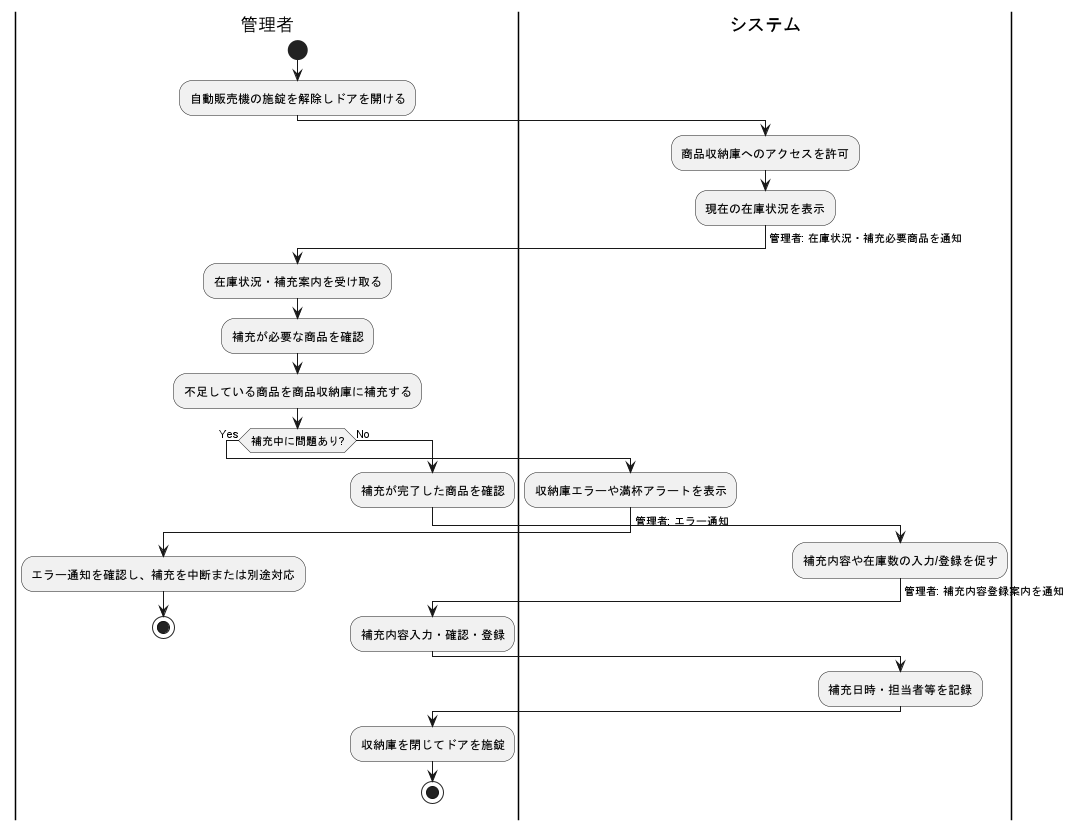 管理者
システム
自動販売機の施錠を解除しドアを開ける
商品収納庫へのアクセスを許可
現在の在庫状況を表示
管理者: 在庫状況・補充必要商品を通知
在庫状況・補充案内を受け取る
補充が必要な商品を確認
不足している商品を商品収納庫に補充する
Yes
補充中に問題あり?
No
補充が完了した商品を確認
収納庫エラーや満杯アラートを表示
管理者: エラー通知
補充内容や在庫数の入力/登録を促す
エラー通知を確認し、補充を中断または別途対応
管理者: 補充内容登録案内を通知
補充内容入力・確認・登録
補充日時・担当者等を記録
収納庫を閉じてドアを施錠